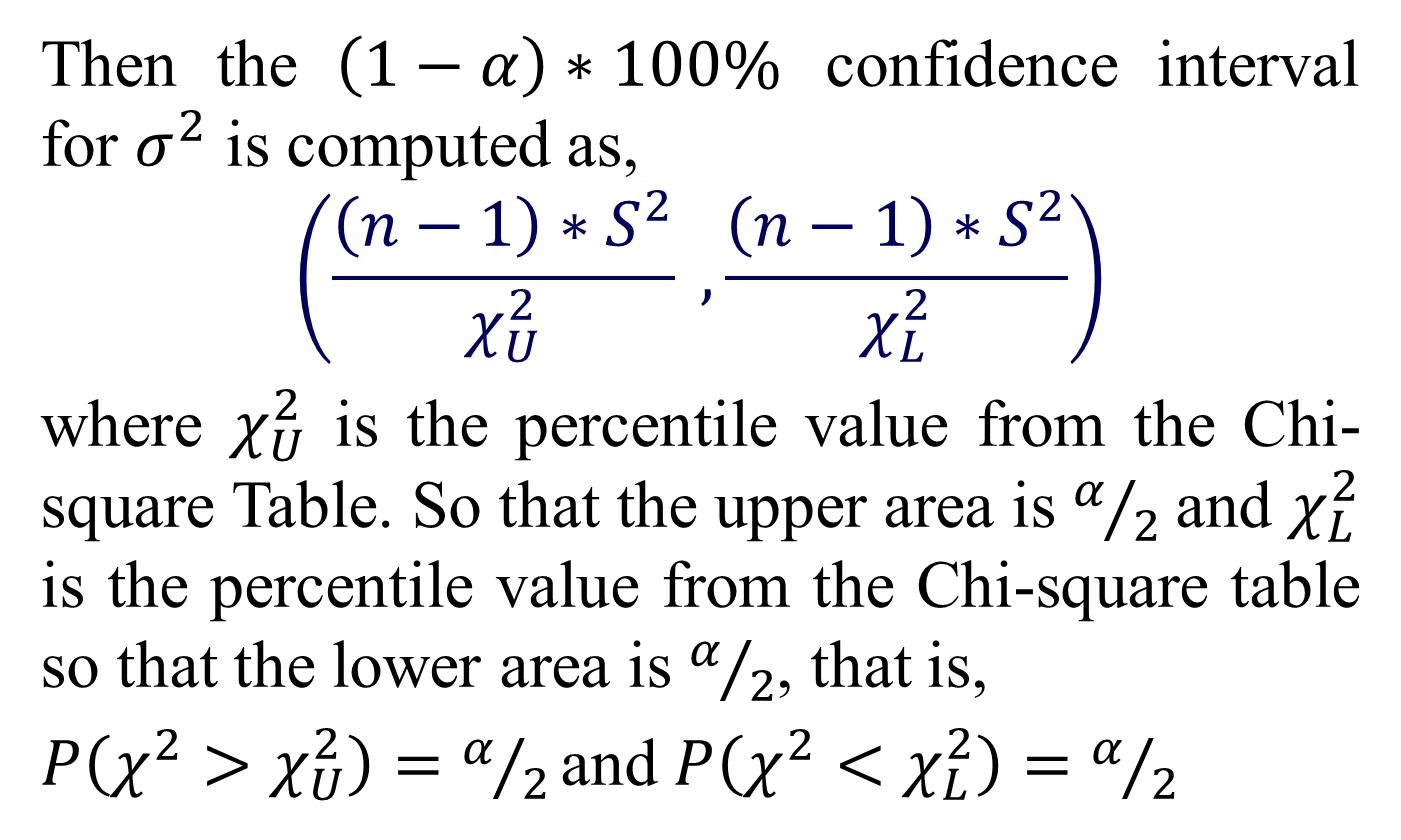 Then the (1 − α) ∗ 100% confidence interval
for σ² is computed as,
((n − 1) ∗ S² / χ²_U , (n − 1) ∗ S² / χ²_L)
where χ²_U is the percentile value from the Chi-
square Table. So that the upper area is α/2 and χ²_L
is the percentile value from the Chi-square table
so that the lower area is α/2, that is,
P(χ² > χ²_U) = α/2 and P(χ² < χ²_L) = α/2